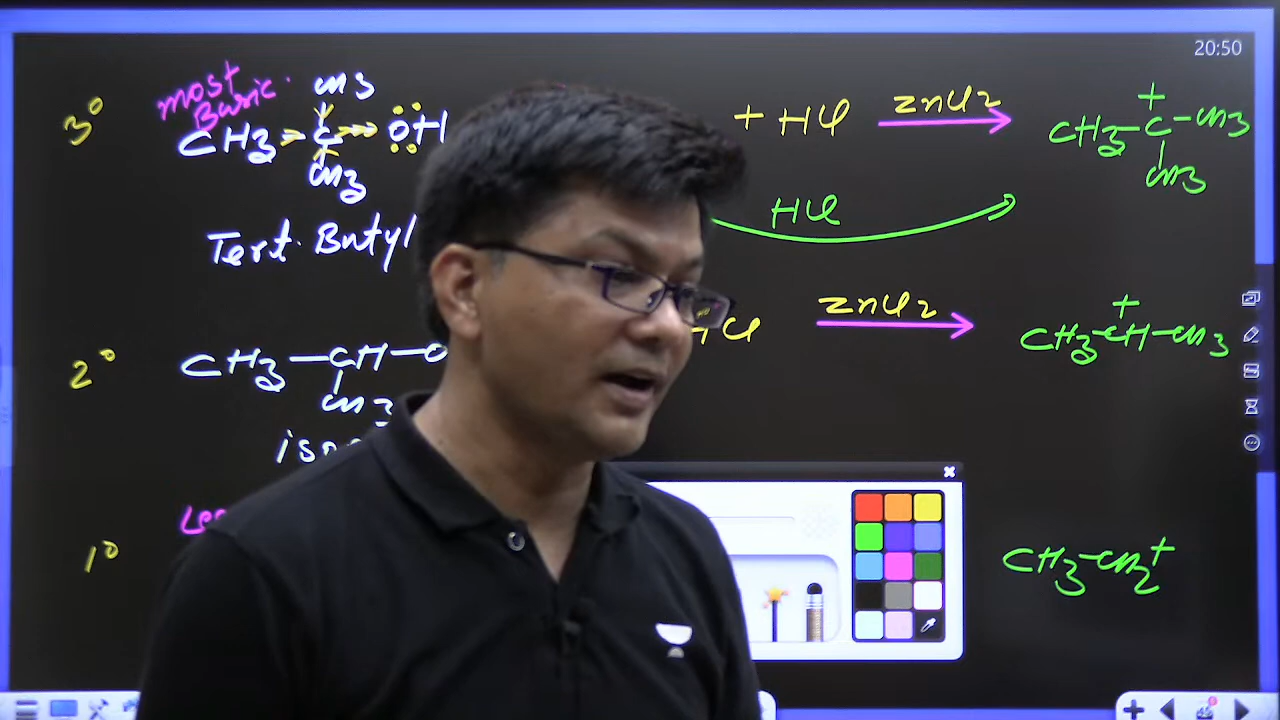 20:50
3° most Basic. CH3
CH3 C OH + HCl ZnCl2 CH3-C-CH3
CH3 + CH3
Tert. Butyl HCl
2° CH3-CH-O HCl ZnCl2 CH3-CH-CH3
CH3 +
1° CH3-CH2+